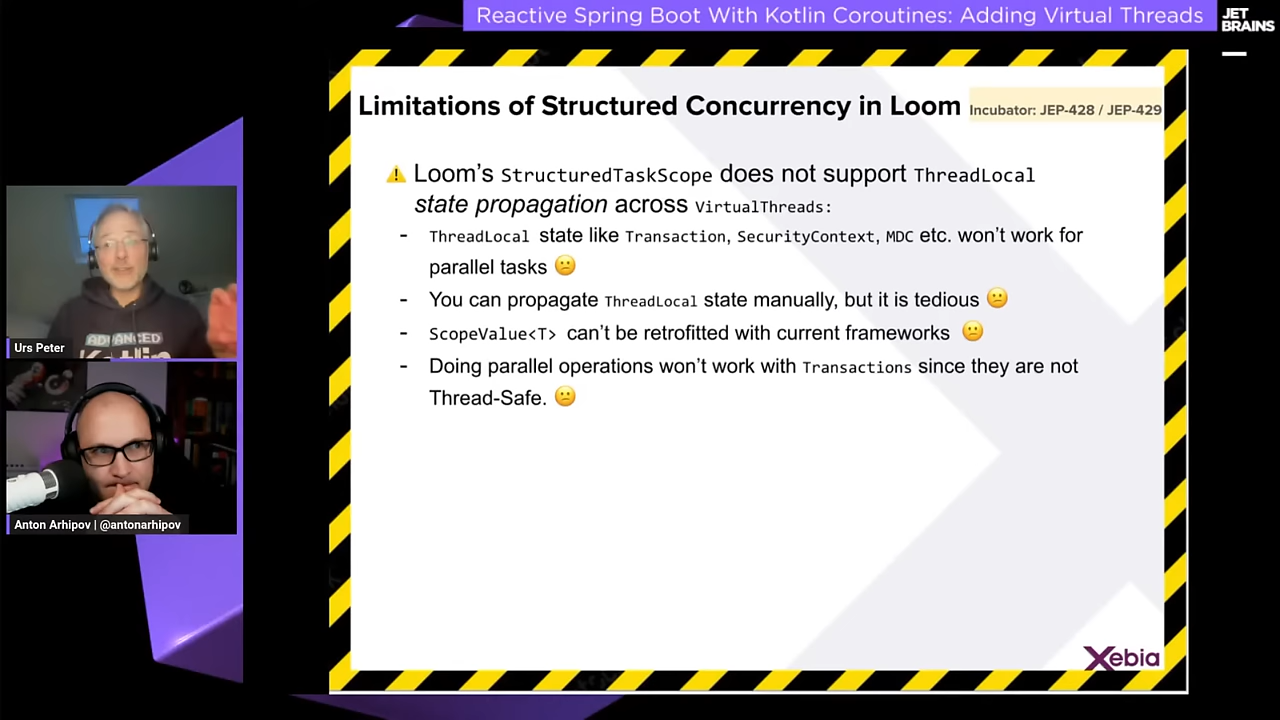 Reactive Spring Boot With Kotlin Coroutines: Adding Virtual Threads
JET
BRAINS
Limitations of Structured Concurrency in Loom Incubator: JEP-428 / JEP-429
⚠️ Loom's StructuredTaskScope does not support ThreadLocal
state propagation across VirtualThreads:
- ThreadLocal state like Transaction, SecurityContext, MDC etc. won't work for
parallel tasks 😕
- You can propagate ThreadLocal state manually, but it is tedious 😕
- ScopeValue<T> can't be retrofitted with current frameworks 😕
- Doing parallel operations won't work with Transactions since they are not
Thread-Safe. 😕
Xebia
ADVANCED
Kotlin
Urs Peter
Anton Arhipov | @antonarhipov